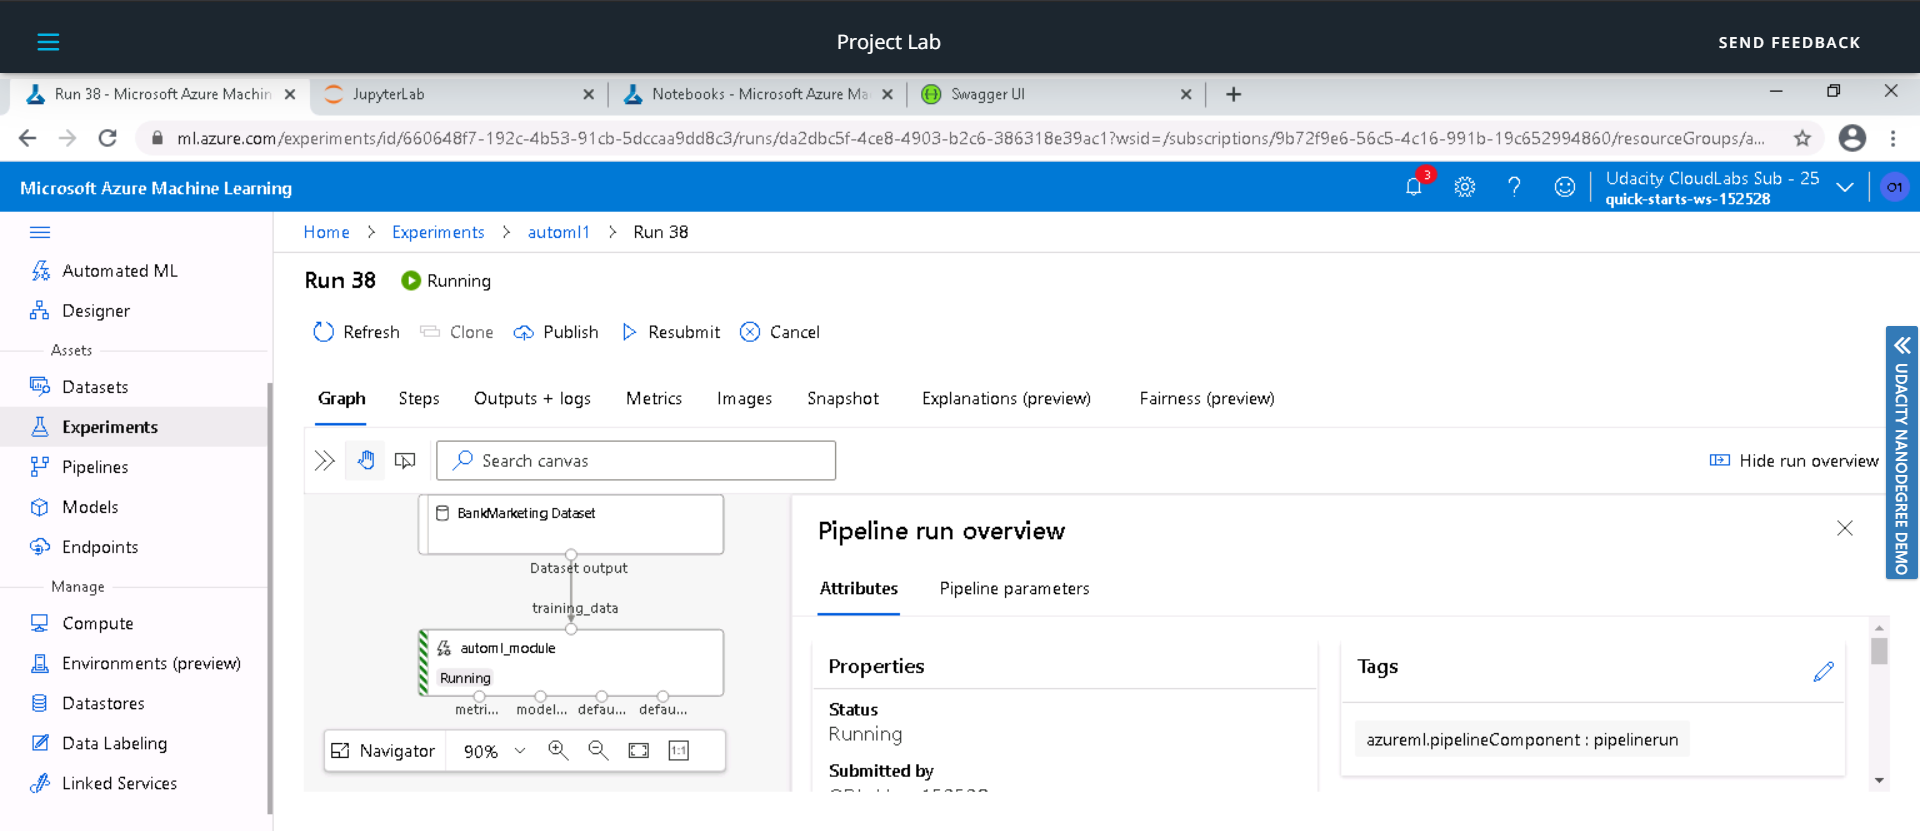 Project Lab
SEND FEEDBACK
Run 38 - Microsoft Azure Machin
JupyterLab
Notebooks - Microsoft Azure Ma
Swagger UI
ml.azure.com/experiments/id/660648f7-192c-4b53-91cb-5dccaa9dd8c3/runs/da2dbc5f-4ce8-4903-b2c6-386318e39ac1?wsid=/subscriptions/9b72f9e6-56c5-4c16-991b-19c652994860/resourceGroups/a...
Microsoft Azure Machine Learning
3
Udacity CloudLabs Sub - 25
quick-starts-ws-152528
O1
Automated ML
Designer
Assets
Datasets
Experiments
Pipelines
Models
Endpoints
Manage
Compute
Environments (preview)
Datastores
Data Labeling
Linked Services
Home > Experiments > automl1 > Run 38
Run 38
Running
Refresh
Clone
Publish
Resubmit
Cancel
Graph
Steps
Outputs + logs
Metrics
Images
Snapshot
Explanations (preview)
Fairness (preview)
Search canvas
Hide run overview
BankMarketing Dataset
Dataset output
training_data
automl_module
Running
metri...
model...
defau...
defau...
Navigator
90%
1:1
Pipeline run overview
Attributes
Pipeline parameters
Properties
Status
Running
Submitted by
Tags
azureml.pipelineComponent : pipelinerun
UDACITY NANODEGREE DEMO